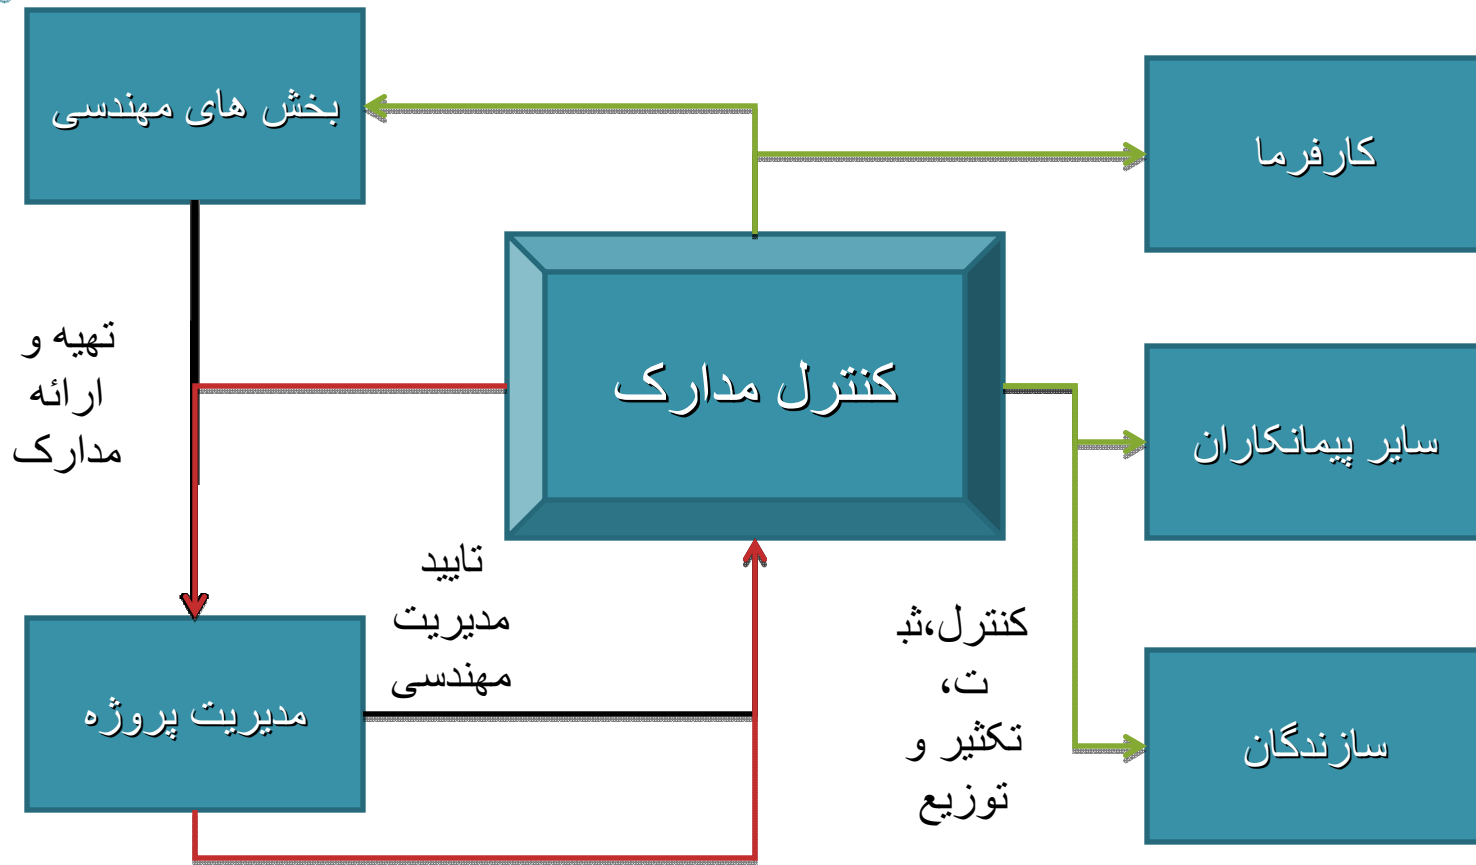 بخش های مهندسی
کارفرما
کنترل مدارک
تهیه و
ارائه
مدارک
سایر پیمانکاران
تایید
مدیریت
مهندسی
کنترل،ثب
ت،
تکثیر و
توزیع
مدیریت پروژه
سازندگان